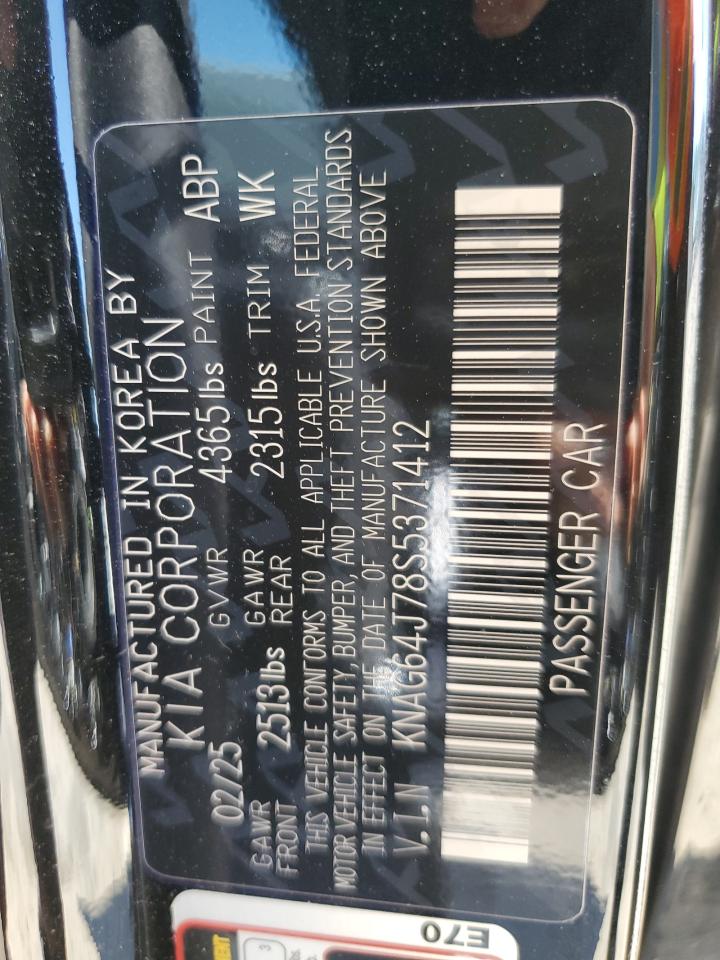 MANUFACTURED IN KOREA BY
KIA CORPORATION
02/25 GVWR 4365lbs PAINT ABP
GAWR FRONT 2513lbs GAWR REAR 2315lbs TRIM WK
THIS VEHICLE CONFORMS TO ALL APPLICABLE U.S.A. FEDERAL
MOTOR VEHICLE SAFETY, BUMPER, AND THEFT PREVENTION STANDARDS
IN EFFECT ON THE DATE OF MANUFACTURE SHOWN ABOVE
V.I.N KNAG64J78S5371412
PASSENGER CAR
E70
3